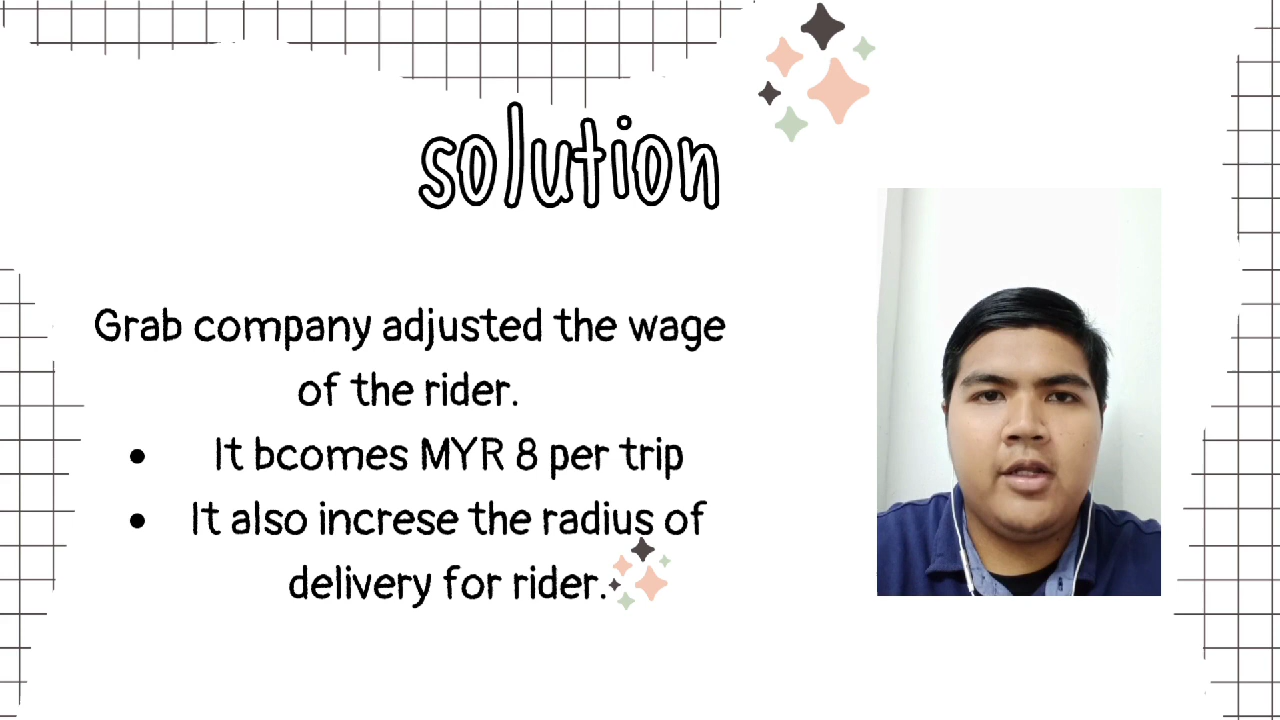 solution
Grab company adjusted the wage
of the rider.
• It bcomes MYR 8 per trip
• It also increse the radius of
delivery for rider.